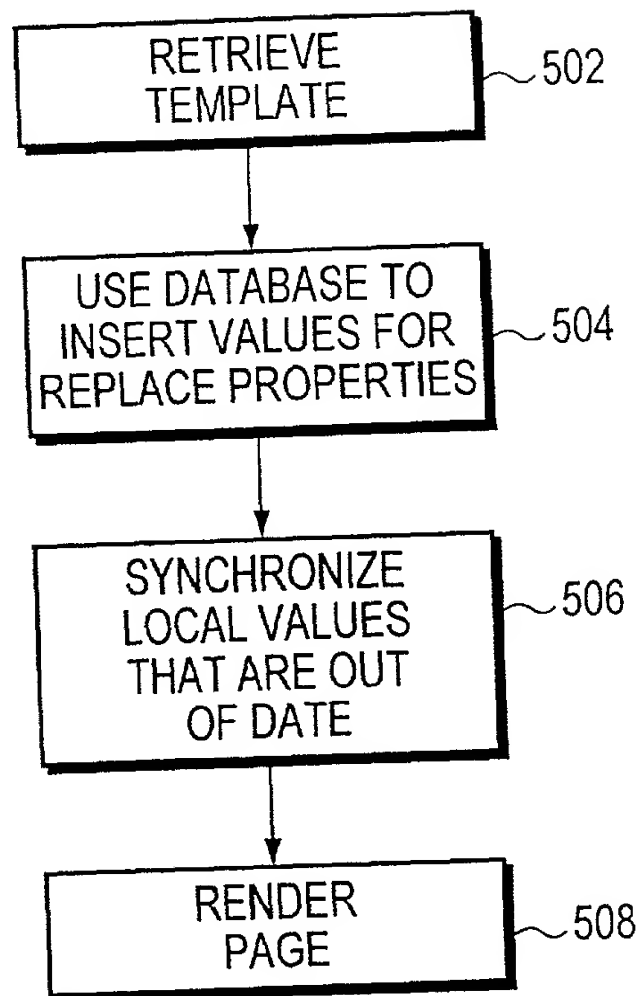 RETRIEVE
TEMPLATE
502
USE DATABASE TO
INSERT VALUES FOR
REPLACE PROPERTIES
504
SYNCHRONIZE
LOCAL VALUES
THAT ARE OUT
OF DATE
506
RENDER
PAGE
508